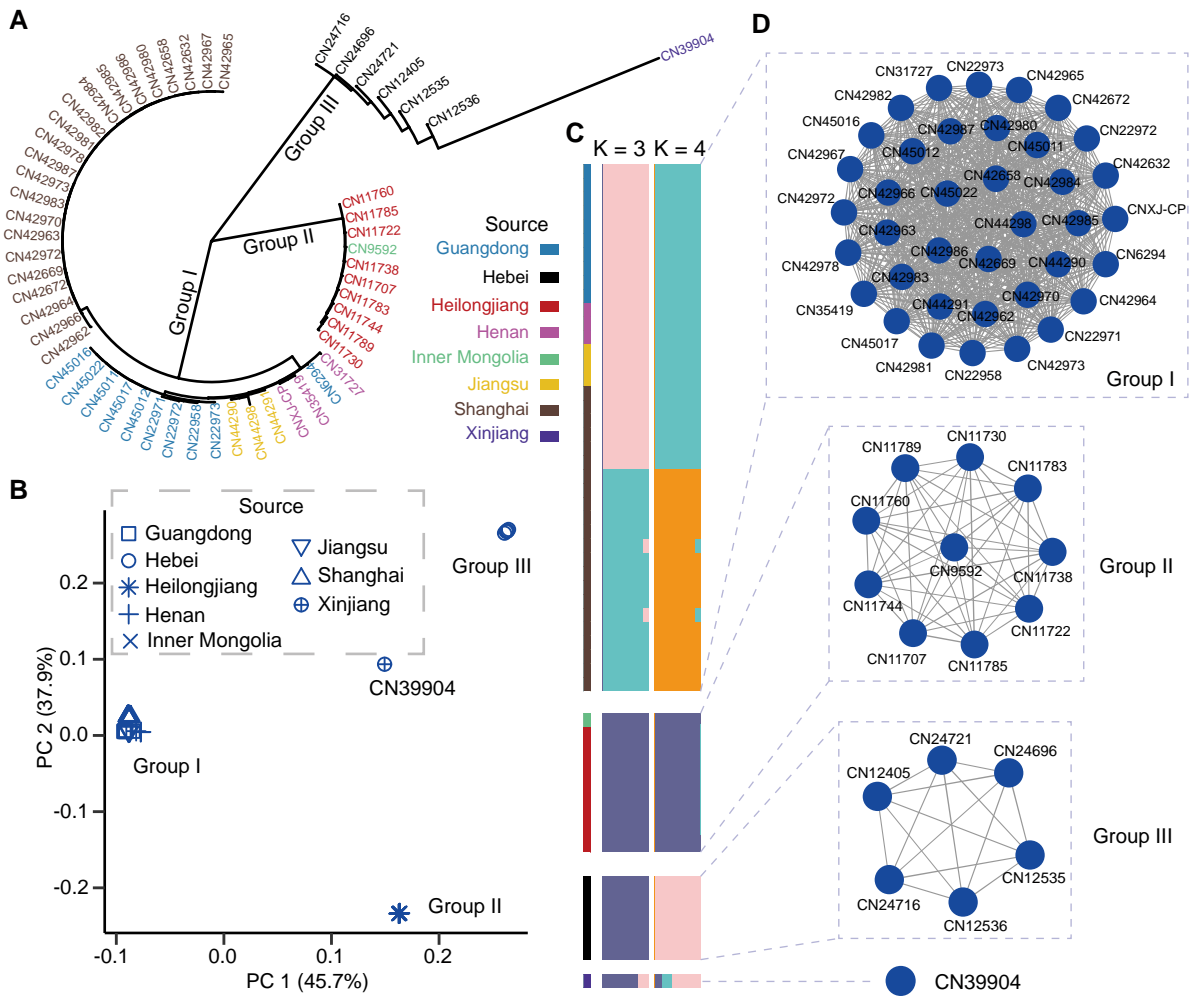 A
CN42984
CN42985
CN42986
CN42980
CN42658
CN42632
CN42967
CN42965
CN42982
CN42981
CN42978
CN42987
CN42973
CN42983
CN42970
CN42963
CN42972
CN42669
CN42672
CN42964
CN42966
CN42962
CN45016
CN45022
CN45011
CN45017
CN45012
CN22971
CN22972
CN22958
CN22973
CN44290
CN44298
CN44291
CNXJ-CP
CN35419
CN6294
CN31727
CN11760
CN11785
CN11722
CN9592
CN11738
CN11707
CN11783
CN11744
CN11789
CN11730
CN24716
CN24696
CN24721
CN12405
CN12535
CN12536
CN39904
Group I
Group II
Group III
B
Source
Guangdong
Hebei
Heilongjiang
Henan
Inner Mongolia
Jiangsu
Shanghai
Xinjiang
Group III
CN39904
Group I
Group II
PC 2 (37.9%)
0.2
0.1
0.0
-0.1
-0.2
-0.1
0.0
0.1
0.2
PC 1 (45.7%)
C
K = 3 K = 4
Source
Guangdong
Hebei
Heilongjiang
Henan
Inner Mongolia
Jiangsu
Shanghai
Xinjiang
D
CN31727
CN22973
CN42965
CN42982
CN42672
CN45016
CN42987
CN42980
CN22972
CN45012
CN45011
CN42967
CN42632
CN42658
CN42984
CN42966
CN45022
CN42972
CNXJ-CP
CN44298
CN42985
CN42963
CN42986
CN6294
CN42978
CN42669
CN44290
CN42983
CN35419
CN44291
CN42970
CN42964
CN42962
CN45017
CN22971
CN42981
CN22958
CN42973
Group I
CN11789
CN11730
CN11783
CN11760
CN9592
CN11738
CN11744
CN11722
CN11707
CN11785
Group II
CN24721
CN24696
CN12405
CN12535
CN24716
CN12536
Group III
CN39904